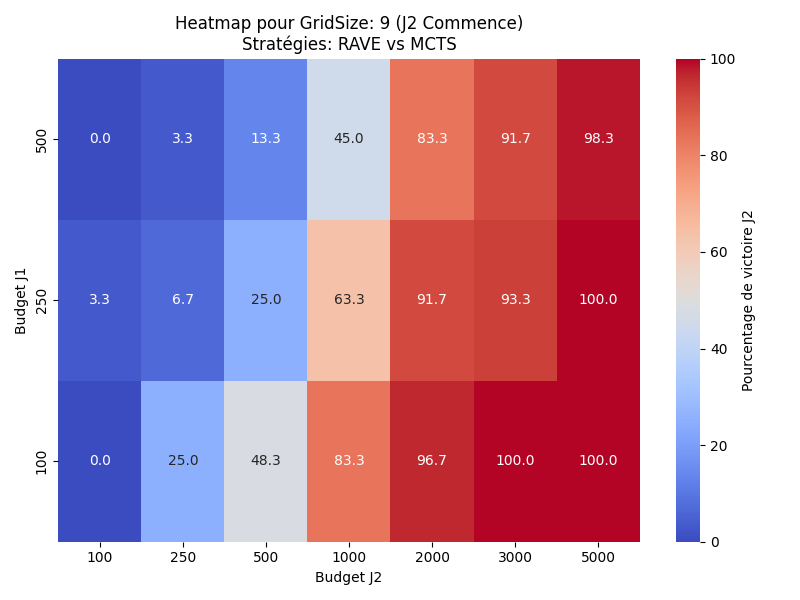 Heatmap pour GridSize: 9 (J2 Commence)
Stratégies: RAVE vs MCTS
Budget J1
500
0.0 3.3 13.3 45.0 83.3 91.7 98.3
250
3.3 6.7 25.0 63.3 91.7 93.3 100.0
100
0.0 25.0 48.3 83.3 96.7 100.0 100.0
100 250 500 1000 2000 3000 5000
Budget J2
100
80
60
40
20
0
Pourcentage de victoire J2